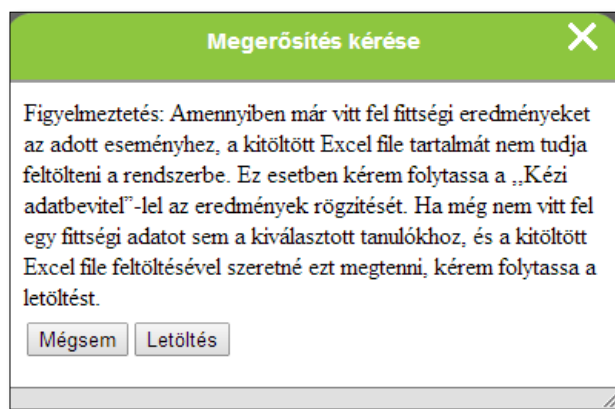 Megerősítés kérése
Figyelmeztetés: Amennyiben már vitt fel fittségi eredményeket
az adott eseményhez, a kitöltött Excel file tartalmát nem tudja
feltölteni a rendszerbe. Ez esetben kérem folytassa a ,,Kézi
adatbevitel”-lel az eredmények rögzítését. Ha még nem vitt fel
egy fittségi adatot sem a kiválasztott tanulókhoz, és a kitöltött
Excel file feltöltésével szeretné ezt megtenni, kérem folytassa a
letöltést.
Mégsem Letöltés